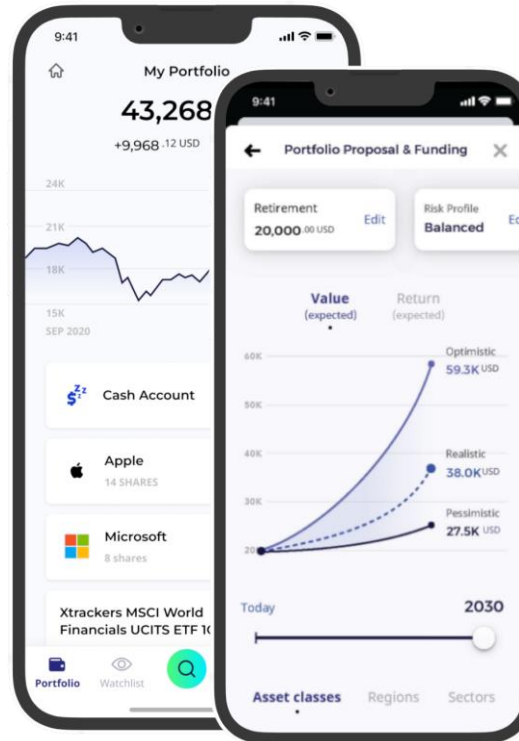 9:41
My Portfolio
43,268
+9,968 .12 USD
24K
21K
18K
15K
SEP 2020
Cash Account
Apple
14 SHARES
Microsoft
8 shares
Xtrackers MSCI World
Financials UCITS ETF
Portfolio
Watchlist
9:41
Portfolio Proposal & Funding
Retirement
20,000.00 USD
Edit
Risk Profile
Balanced
Value
(expected)
Return
(expected)
60K
50K
40K
30K
Optimistic
59.3K USD
Realistic
38.0K USD
Pessimistic
27.5K USD
Today
2030
Asset classes
Regions
Sectors